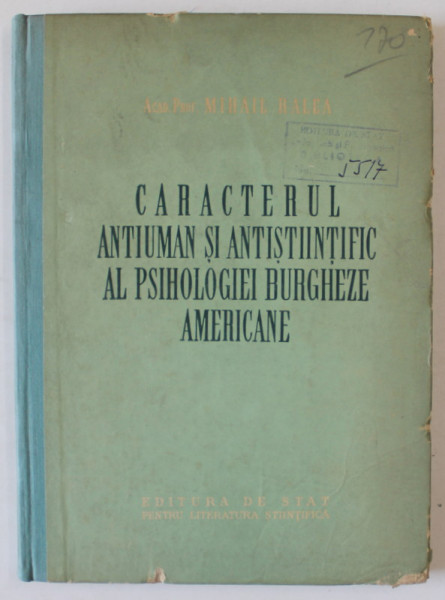 170
Acad. Prof. MIHAIL RALEA
5517
CARACTERUL
ANTIUMAN ȘI ANTIȘTIINȚIFIC
AL PSIHOLOGIEI BURGHEZE
AMERICANE
EDITURA DE STAT
PENTRU LITERATURA ȘTIINȚIFICĂ